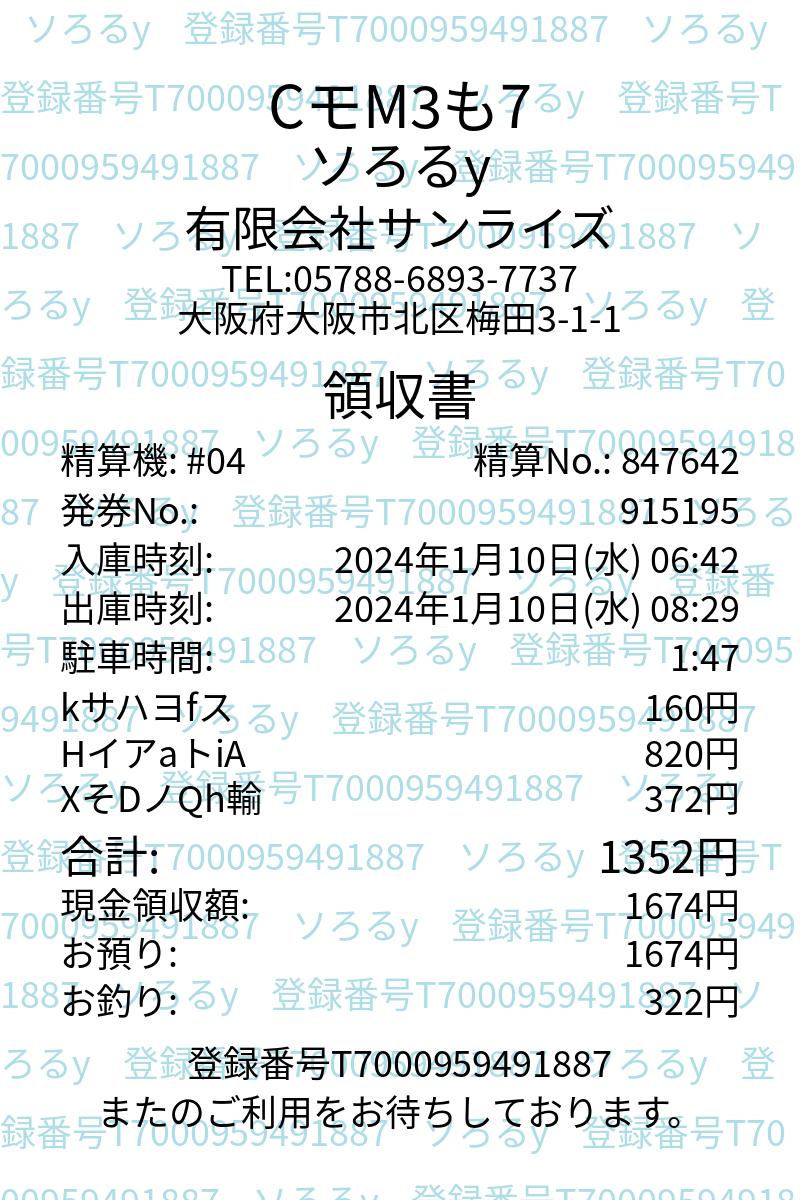 CモM3も7
ソろるy
有限会社サンライズ
TEL:05788-6893-7737
大阪府大阪市北区梅田3-1-1
領収書
精算機: #04 精算No.: 847642
発券No.: 915195
入庫時刻: 2024年1月10日(水) 06:42
出庫時刻: 2024年1月10日(水) 08:29
駐車時間: 1:47
kサハヨfス 160円
HイアaトiA 820円
XそDノQh輸 372円
合計: 1352円
現金領収額: 1674円
お預り: 1674円
お釣り: 322円
登録番号T7000959491887
またのご利用をお待ちしております。